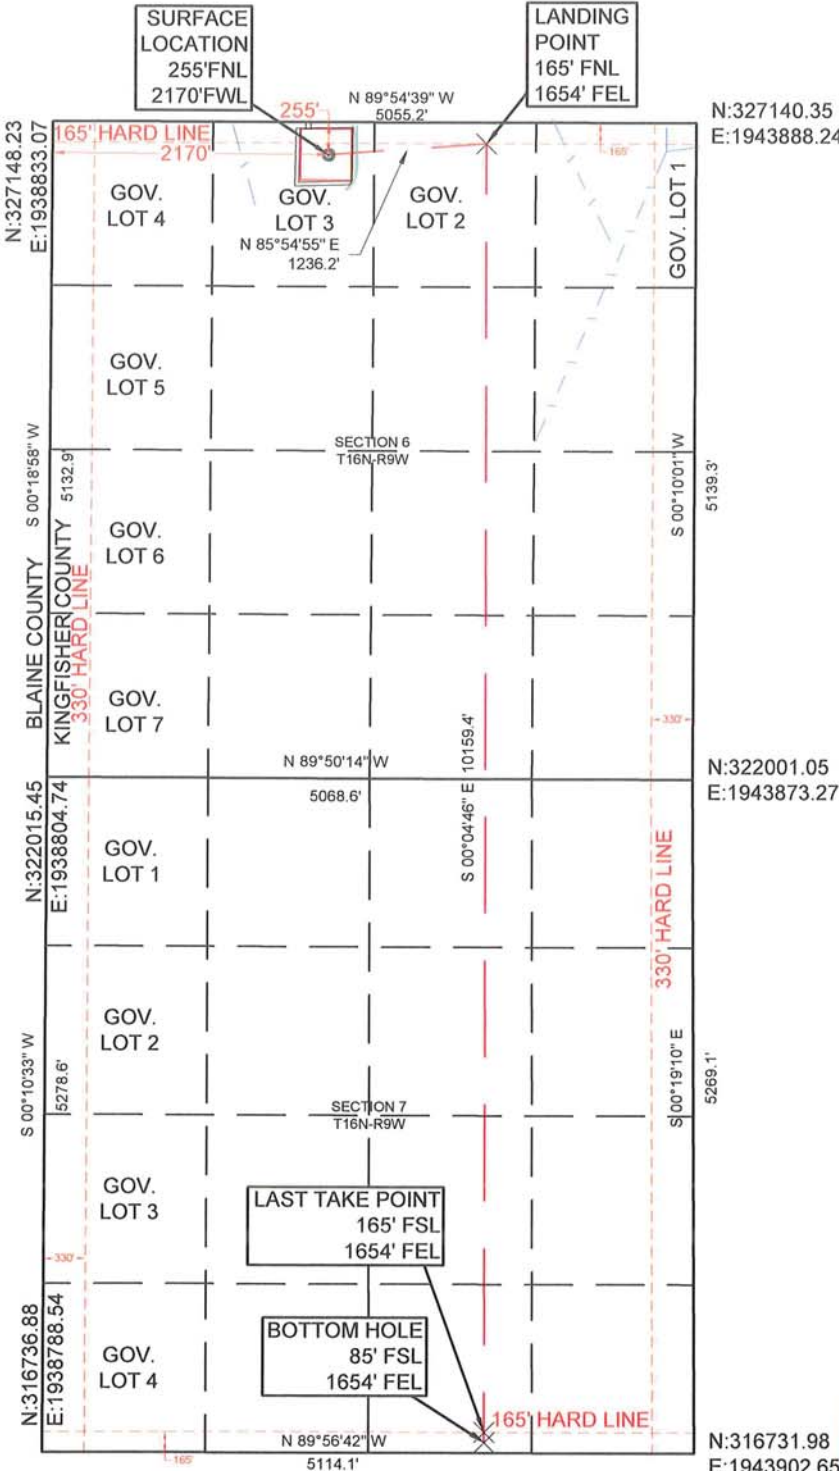 SURFACE
LOCATION
255'FNL
2170'FWL
LANDING
POINT
165' FNL
1654' FEL
N 89°54'39" W
5055.2'
255'
N:327140.35
E:1943888.24
N:327148.23
E:1938833.07
165' HARD LINE
2170'
165'
GOV.
LOT 4
GOV.
LOT 3
GOV.
LOT 2
GOV. LOT 1
N 85°54'55" E
1236.2'
GOV.
LOT 5
SECTION 6
T16N-R9W
S 00°18'58" W
5132.9'
S 00°10'01" W
5139.3'
GOV.
LOT 6
BLAINE COUNTY
KINGFISHER COUNTY
330' HARD LINE
GOV.
LOT 7
330'
N 89°50'14" W
5068.6'
S 00°04'46" E 10159.4'
N:322001.05
E:1943873.27
N:322015.45
E:1938804.74
GOV.
LOT 1
330' HARD LINE
GOV.
LOT 2
S 00°10'33" W
5278.6'
SECTION 7
T16N-R9W
S 00°19'10" E
5269.1'
GOV.
LOT 3
LAST TAKE POINT
165' FSL
1654' FEL
330'
BOTTOM HOLE
85' FSL
1654' FEL
N:316736.88
E:1938788.54
GOV.
LOT 4
165' HARD LINE
N 89°56'42" W
5114.1'
165'
N:316731.98
E:1943902.65